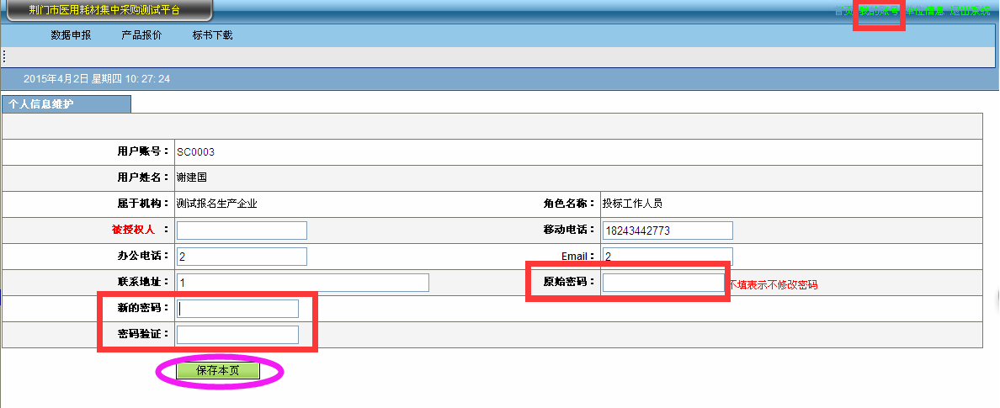 荆门市医用耗材集中采购测试平台
首页 我的账号 单位信息 退出系统
数据申报 产品报价 标书下载
2015年4月2日 星期四 10: 27: 24
个人信息维护
用户账号： SC0003
用户姓名： 谢建国
属于机构： 测试报名生产企业 角色名称： 投标工作人员
被授权人 ： 移动电话： 18243442773
办公电话： 2 Email： 2
联系地址： 1 原始密码： 不填表示不修改密码
新的密码：
密码验证：
保存本页